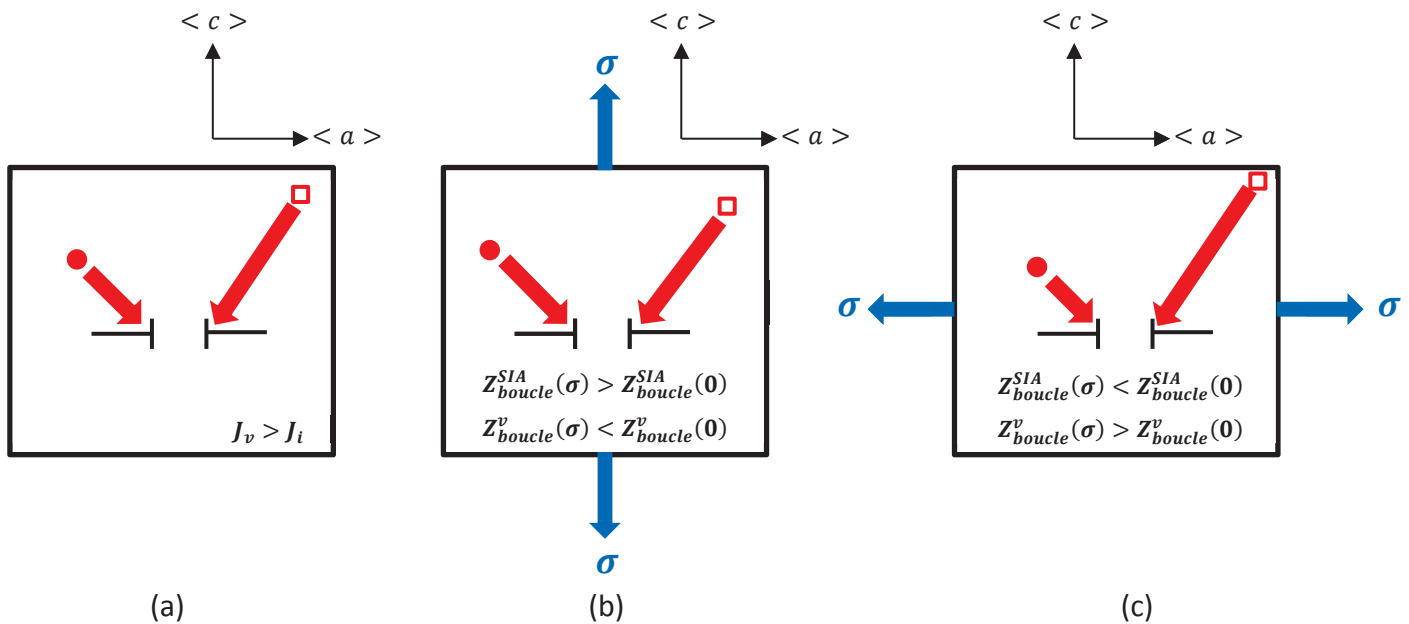 < c >
< a >
J_v > J_i
(a)
< c >
< a >
σ
Z^{SIA}_{boucle}(σ) > Z^{SIA}_{boucle}(0)
Z^{v}_{boucle}(σ) < Z^{v}_{boucle}(0)
σ
(b)
< c >
< a >
σ
σ
Z^{SIA}_{boucle}(σ) < Z^{SIA}_{boucle}(0)
Z^{v}_{boucle}(σ) > Z^{v}_{boucle}(0)
(c)